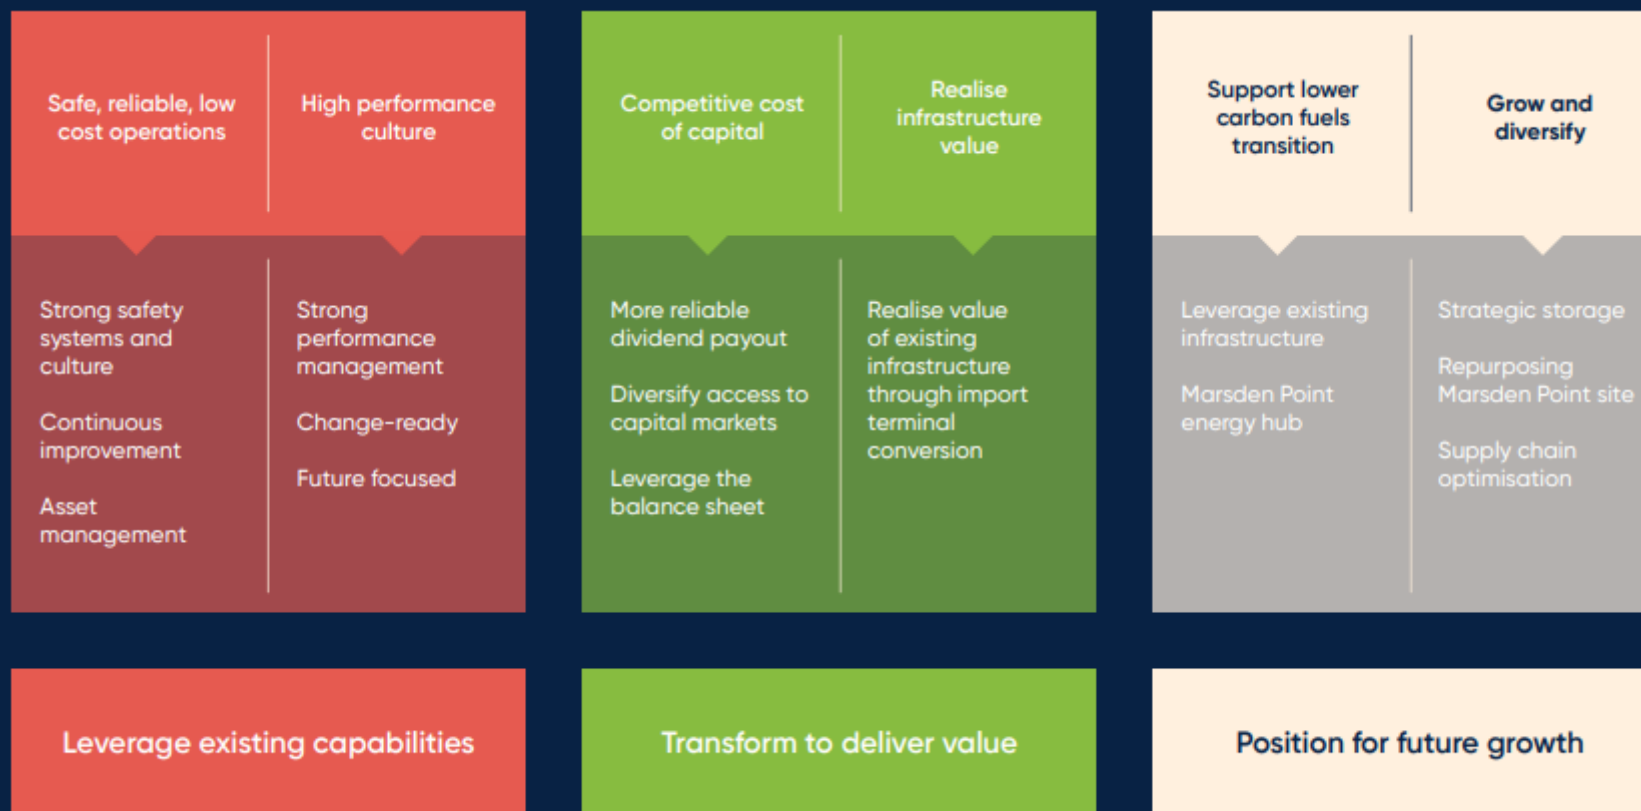 Safe, reliable, low
cost operations
High performance
culture
Strong safety
systems and
culture
Continuous
improvement
Asset
management
Strong
performance
management
Change-ready
Future focused
Leverage existing capabilities
Competitive cost
of capital
Realise
infrastructure
value
More reliable
dividend payout
Diversify access to
capital markets
Leverage the
balance sheet
Realise value
of existing
infrastructure
through import
terminal
conversion
Transform to deliver value
Support lower
carbon fuels
transition
Grow and
diversify
Leverage existing
infrastructure
Marsden Point
energy hub
Strategic storage
Repurposing
Marsden Point site
Supply chain
optimisation
Position for future growth